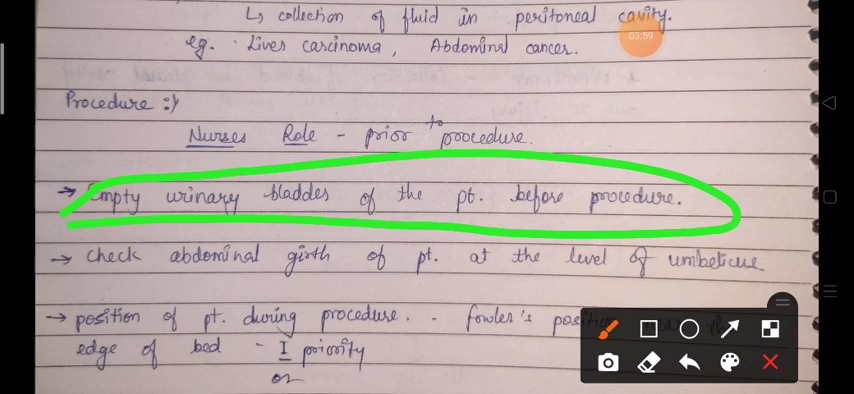 ↳ collection of fluid in peritoneal cavity.
eg. Liver carcinoma, Abdominal cancer.
03:59
Procedure :)
Nurses Role - prior to procedure.
→ Empty urinary bladder of the pt. before procedure.
→ check abdominal girth of pt. at the level of umbelicus
→ position of pt. during procedure. - fowler's
edge of bed - I priority
or